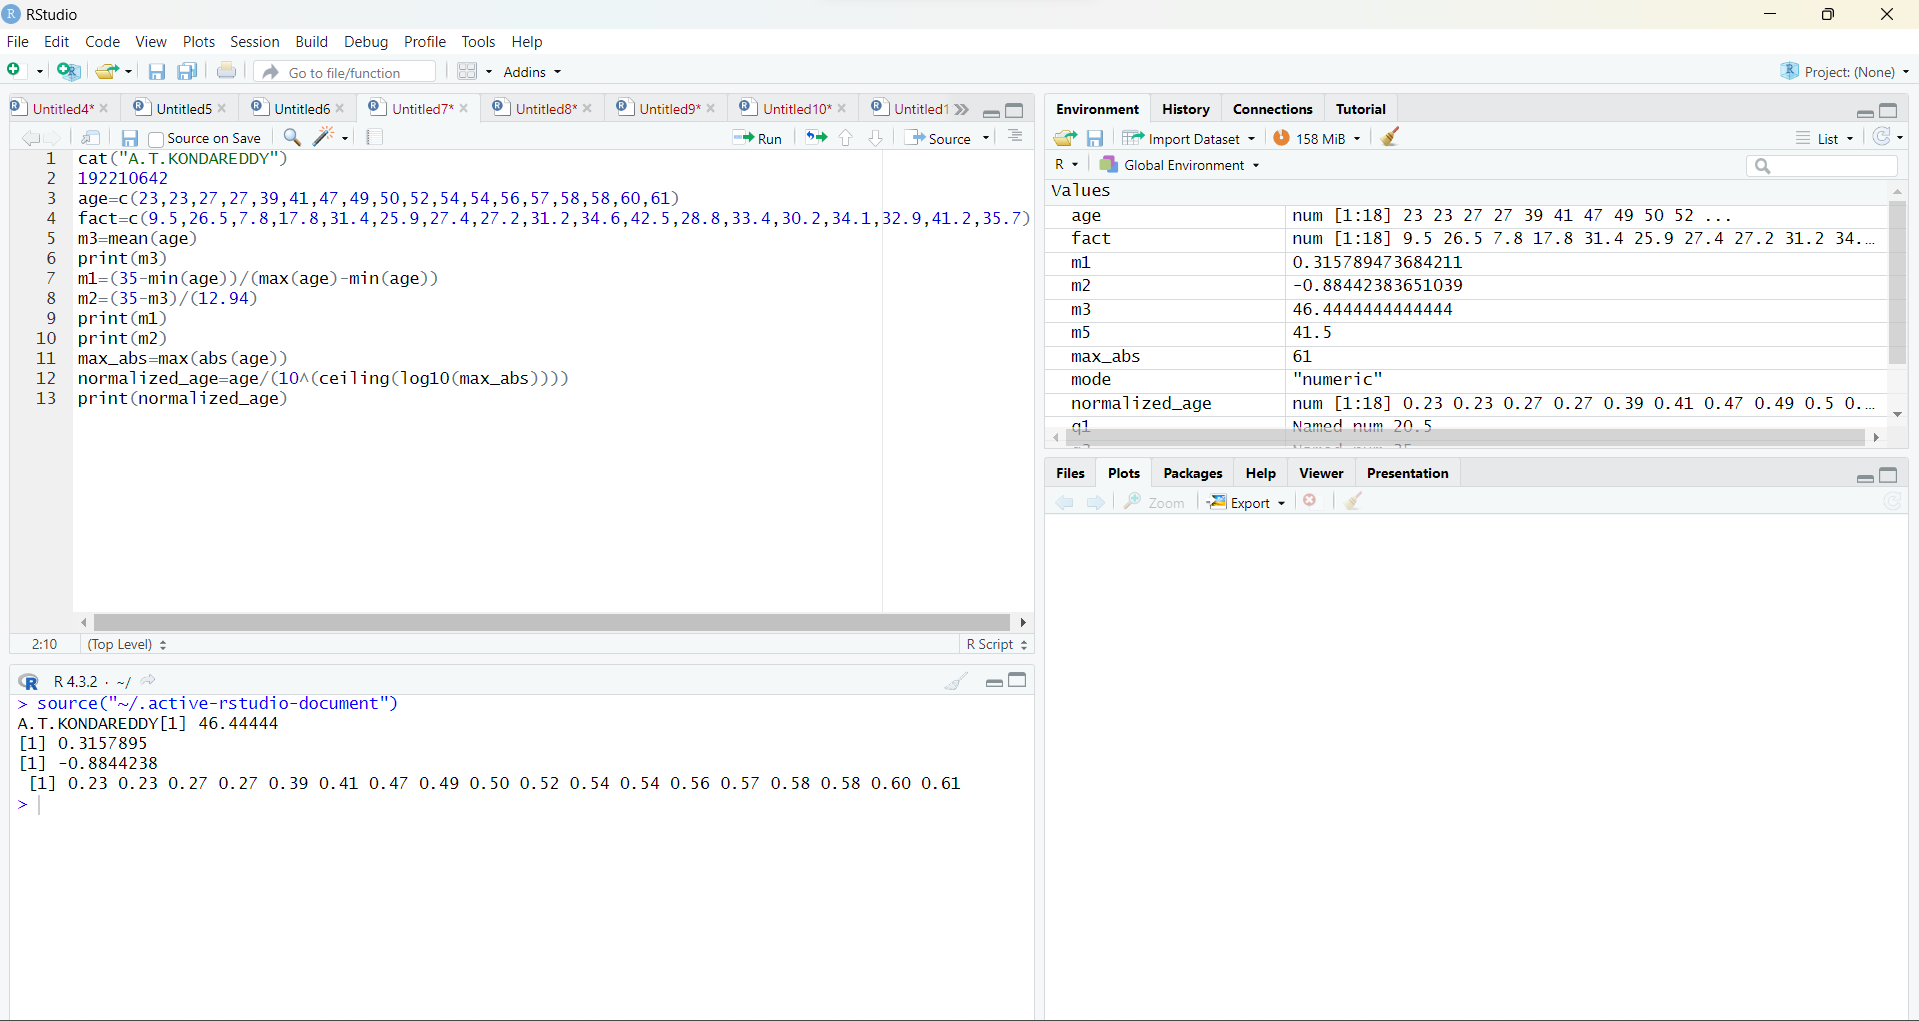 RStudio
File Edit Code View Plots Session Build Debug Profile Tools Help
Go to file/function Addins Project: (None)
Untitled4* Untitled5 Untitled6 Untitled7* Untitled8* Untitled9* Untitled10* Untitled1
Source on Save Run Source
1 cat("A.T.KONDAREDDY")
2 192210642
3 age=c(23,23,27,27,39,41,47,49,50,52,54,54,56,57,58,58,60,61)
4 fact=c(9.5,26.5,7.8,17.8,31.4,25.9,27.4,27.2,31.2,34.6,42.5,28.8,33.4,30.2,34.1,32.9,41.2,35.7)
5 m3=mean(age)
6 print(m3)
7 m1=(35-min(age))/(max(age)-min(age))
8 m2=(35-m3)/(12.94)
9 print(m1)
10 print(m2)
11 max_abs=max(abs(age))
12 normalized_age=age/(10^(ceiling(log10(max_abs))))
13 print(normalized_age)
2:10 (Top Level) R Script
R 4.3.2 · ~/
> source("~/.active-rstudio-document")
A.T.KONDAREDDY[1] 46.44444
[1] 0.3157895
[1] -0.8844238
[1] 0.23 0.23 0.27 0.27 0.39 0.41 0.47 0.49 0.50 0.52 0.54 0.54 0.56 0.57 0.58 0.58 0.60 0.61
>
Environment History Connections Tutorial
Import Dataset 158 MiB List
R Global Environment
Values
age num [1:18] 23 23 27 27 39 41 47 49 50 52 ...
fact num [1:18] 9.5 26.5 7.8 17.8 31.4 25.9 27.4 27.2 31.2 34....
m1 0.315789473684211
m2 -0.88442383651039
m3 46.4444444444444
m5 41.5
max_abs 61
mode "numeric"
normalized_age num [1:18] 0.23 0.23 0.27 0.27 0.39 0.41 0.47 0.49 0.5 0....
q1 Named num 20.5
Files Plots Packages Help Viewer Presentation
Zoom Export